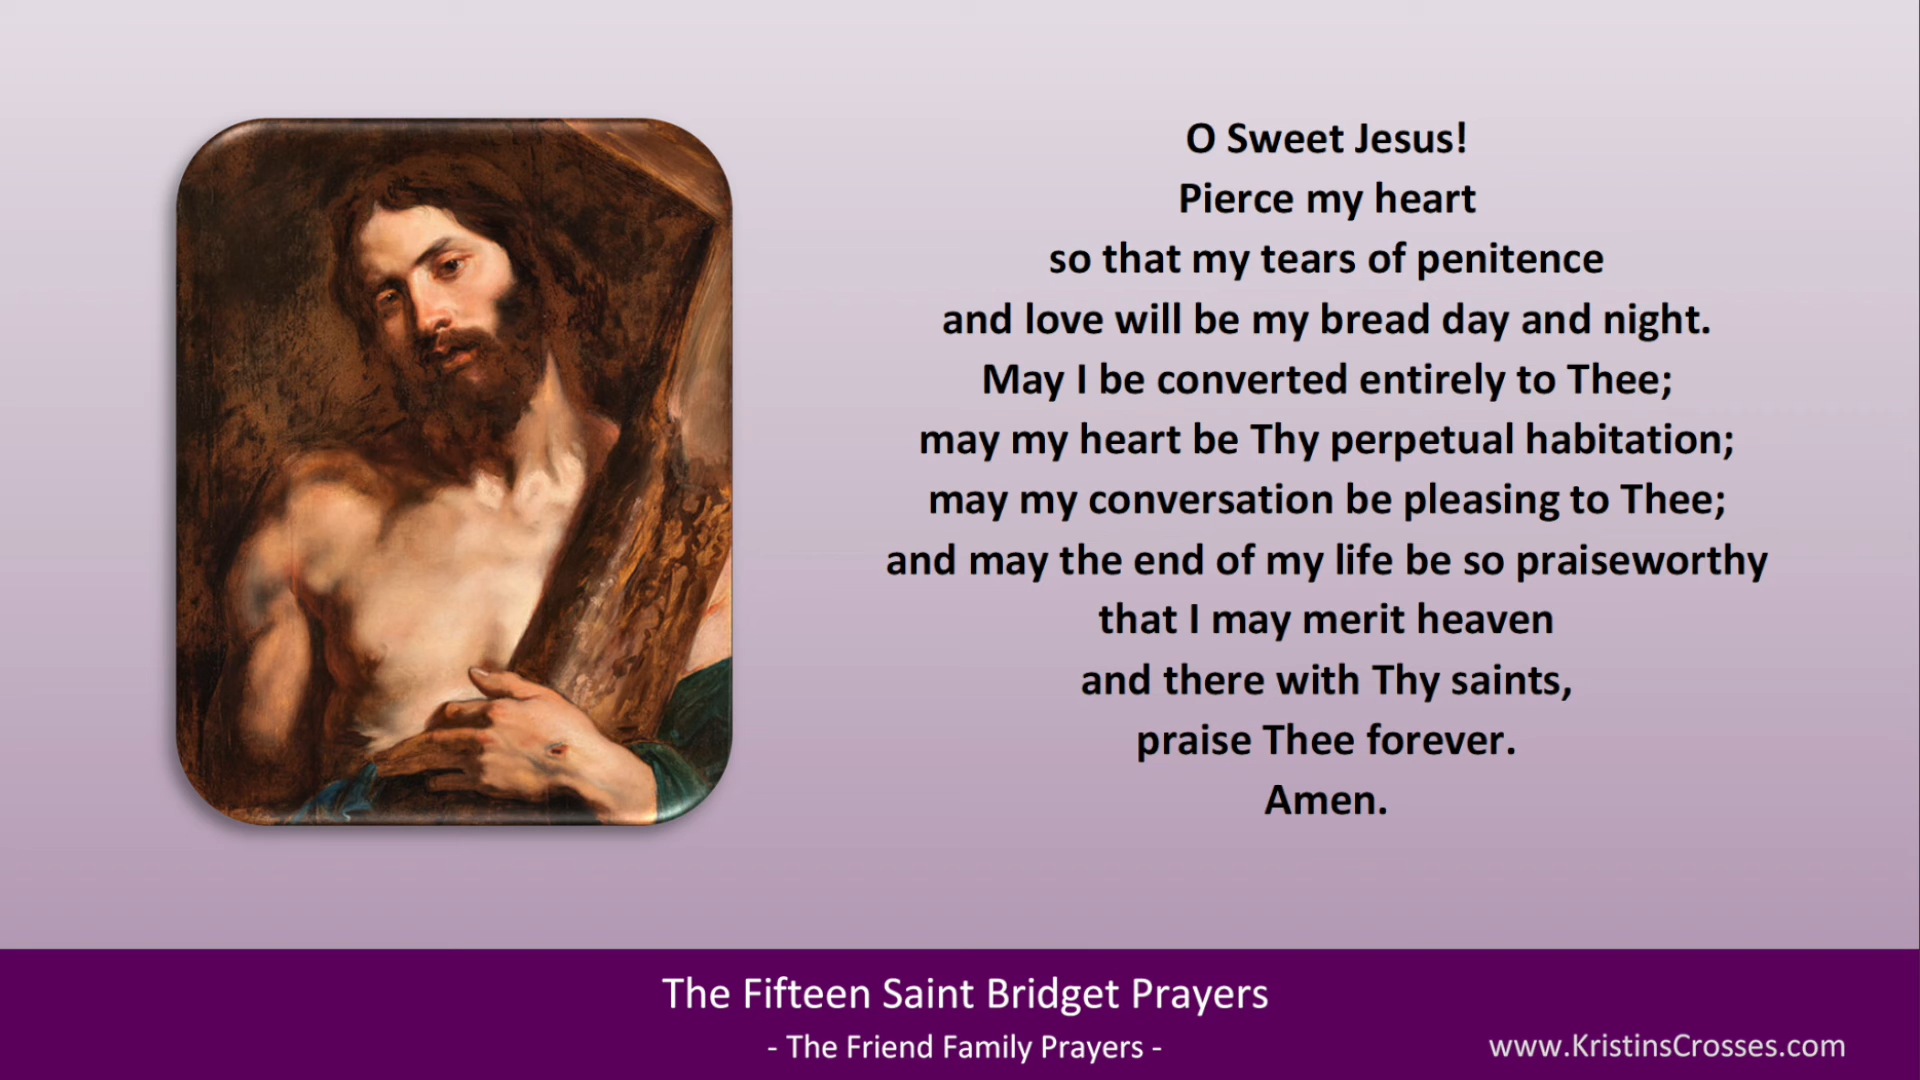 O Sweet Jesus!
Pierce my heart
so that my tears of penitence
and love will be my bread day and night.
May I be converted entirely to Thee;
may my heart be Thy perpetual habitation;
may my conversation be pleasing to Thee;
and may the end of my life be so praiseworthy
that I may merit heaven
and there with Thy saints,
praise Thee forever.
Amen.
The Fifteen Saint Bridget Prayers
- The Friend Family Prayers -
www.KristinsCrosses.com